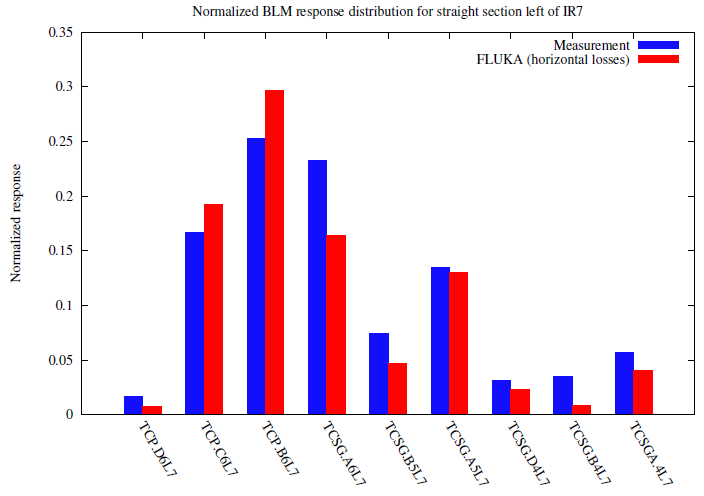 Normalized BLM response distribution for straight section left of IR7
Measurement
FLUKA (horizontal losses)
Normalized response
0.35
0.3
0.25
0.2
0.15
0.1
0.05
0
TCP.D6L7
TCP.C6L7
TCP.B6L7
TCSG.A6L7
TCSG.B5L7
TCSG.A5L7
TCSG.D4L7
TCSG.B4L7
TCSGA.4L7